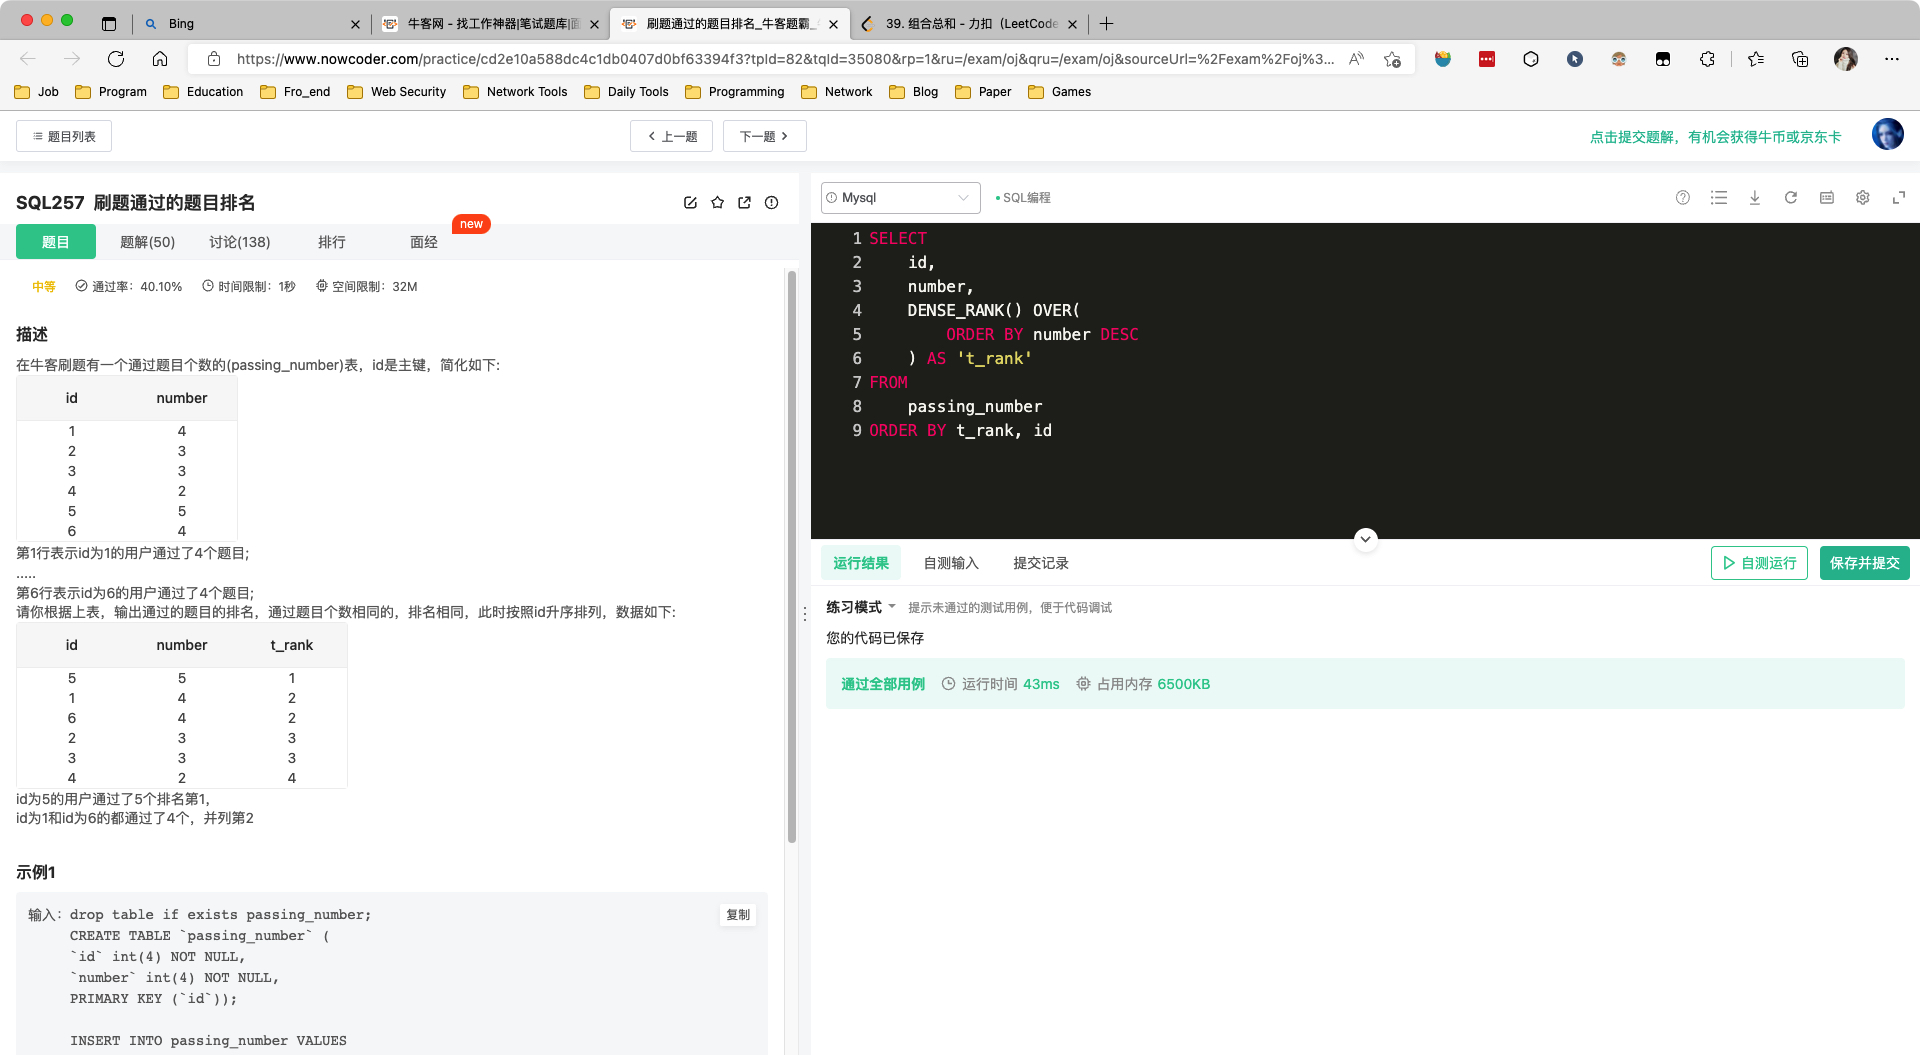 Bing
牛客网 - 找工作神器|笔试题库|面
刷题通过的题目排名_牛客题霸_
39. 组合总和 - 力扣（LeetCode
https://www.nowcoder.com/practice/cd2e10a588dc4c1db0407d0bf63394f3?tpId=82&tqId=35080&rp=1&ru=/exam/oj&qru=/exam/oj&sourceUrl=%2Fexam%2Foj%3...
Job
Program
Education
Fro_end
Web Security
Network Tools
Daily Tools
Programming
Network
Blog
Paper
Games
题目列表
上一题
下一题
点击提交题解，有机会获得牛币或京东卡
SQL257 刷题通过的题目排名
题目
题解(50)
讨论(138)
排行
面经
new
中等
通过率：40.10%
时间限制：1秒
空间限制：32M
描述
在牛客刷题有一个通过题目个数的(passing_number)表，id是主键，简化如下:
id number
1 4
2 3
3 3
4 2
5 5
6 4
第1行表示id为1的用户通过了4个题目;
.....
第6行表示id为6的用户通过了4个题目;
请你根据上表，输出通过的题目的排名，通过题目个数相同的，排名相同，此时按照id升序排列，数据如下:
id number t_rank
5 5 1
1 4 2
6 4 2
2 3 3
3 3 3
4 2 4
id为5的用户通过了5个排名第1，
id为1和id为6的都通过了4个，并列第2
示例1
输入：drop table if exists passing_number;
CREATE TABLE `passing_number` (
`id` int(4) NOT NULL,
`number` int(4) NOT NULL,
PRIMARY KEY (`id`));
INSERT INTO passing_number VALUES
复制
Mysql
SQL编程
1 SELECT
2 id,
3 number,
4 DENSE_RANK() OVER(
5 ORDER BY number DESC
6 ) AS 't_rank'
7 FROM
8 passing_number
9 ORDER BY t_rank, id
运行结果
自测输入
提交记录
自测运行
保存并提交
练习模式
提示未通过的测试用例，便于代码调试
您的代码已保存
通过全部用例
运行时间 43ms
占用内存 6500KB